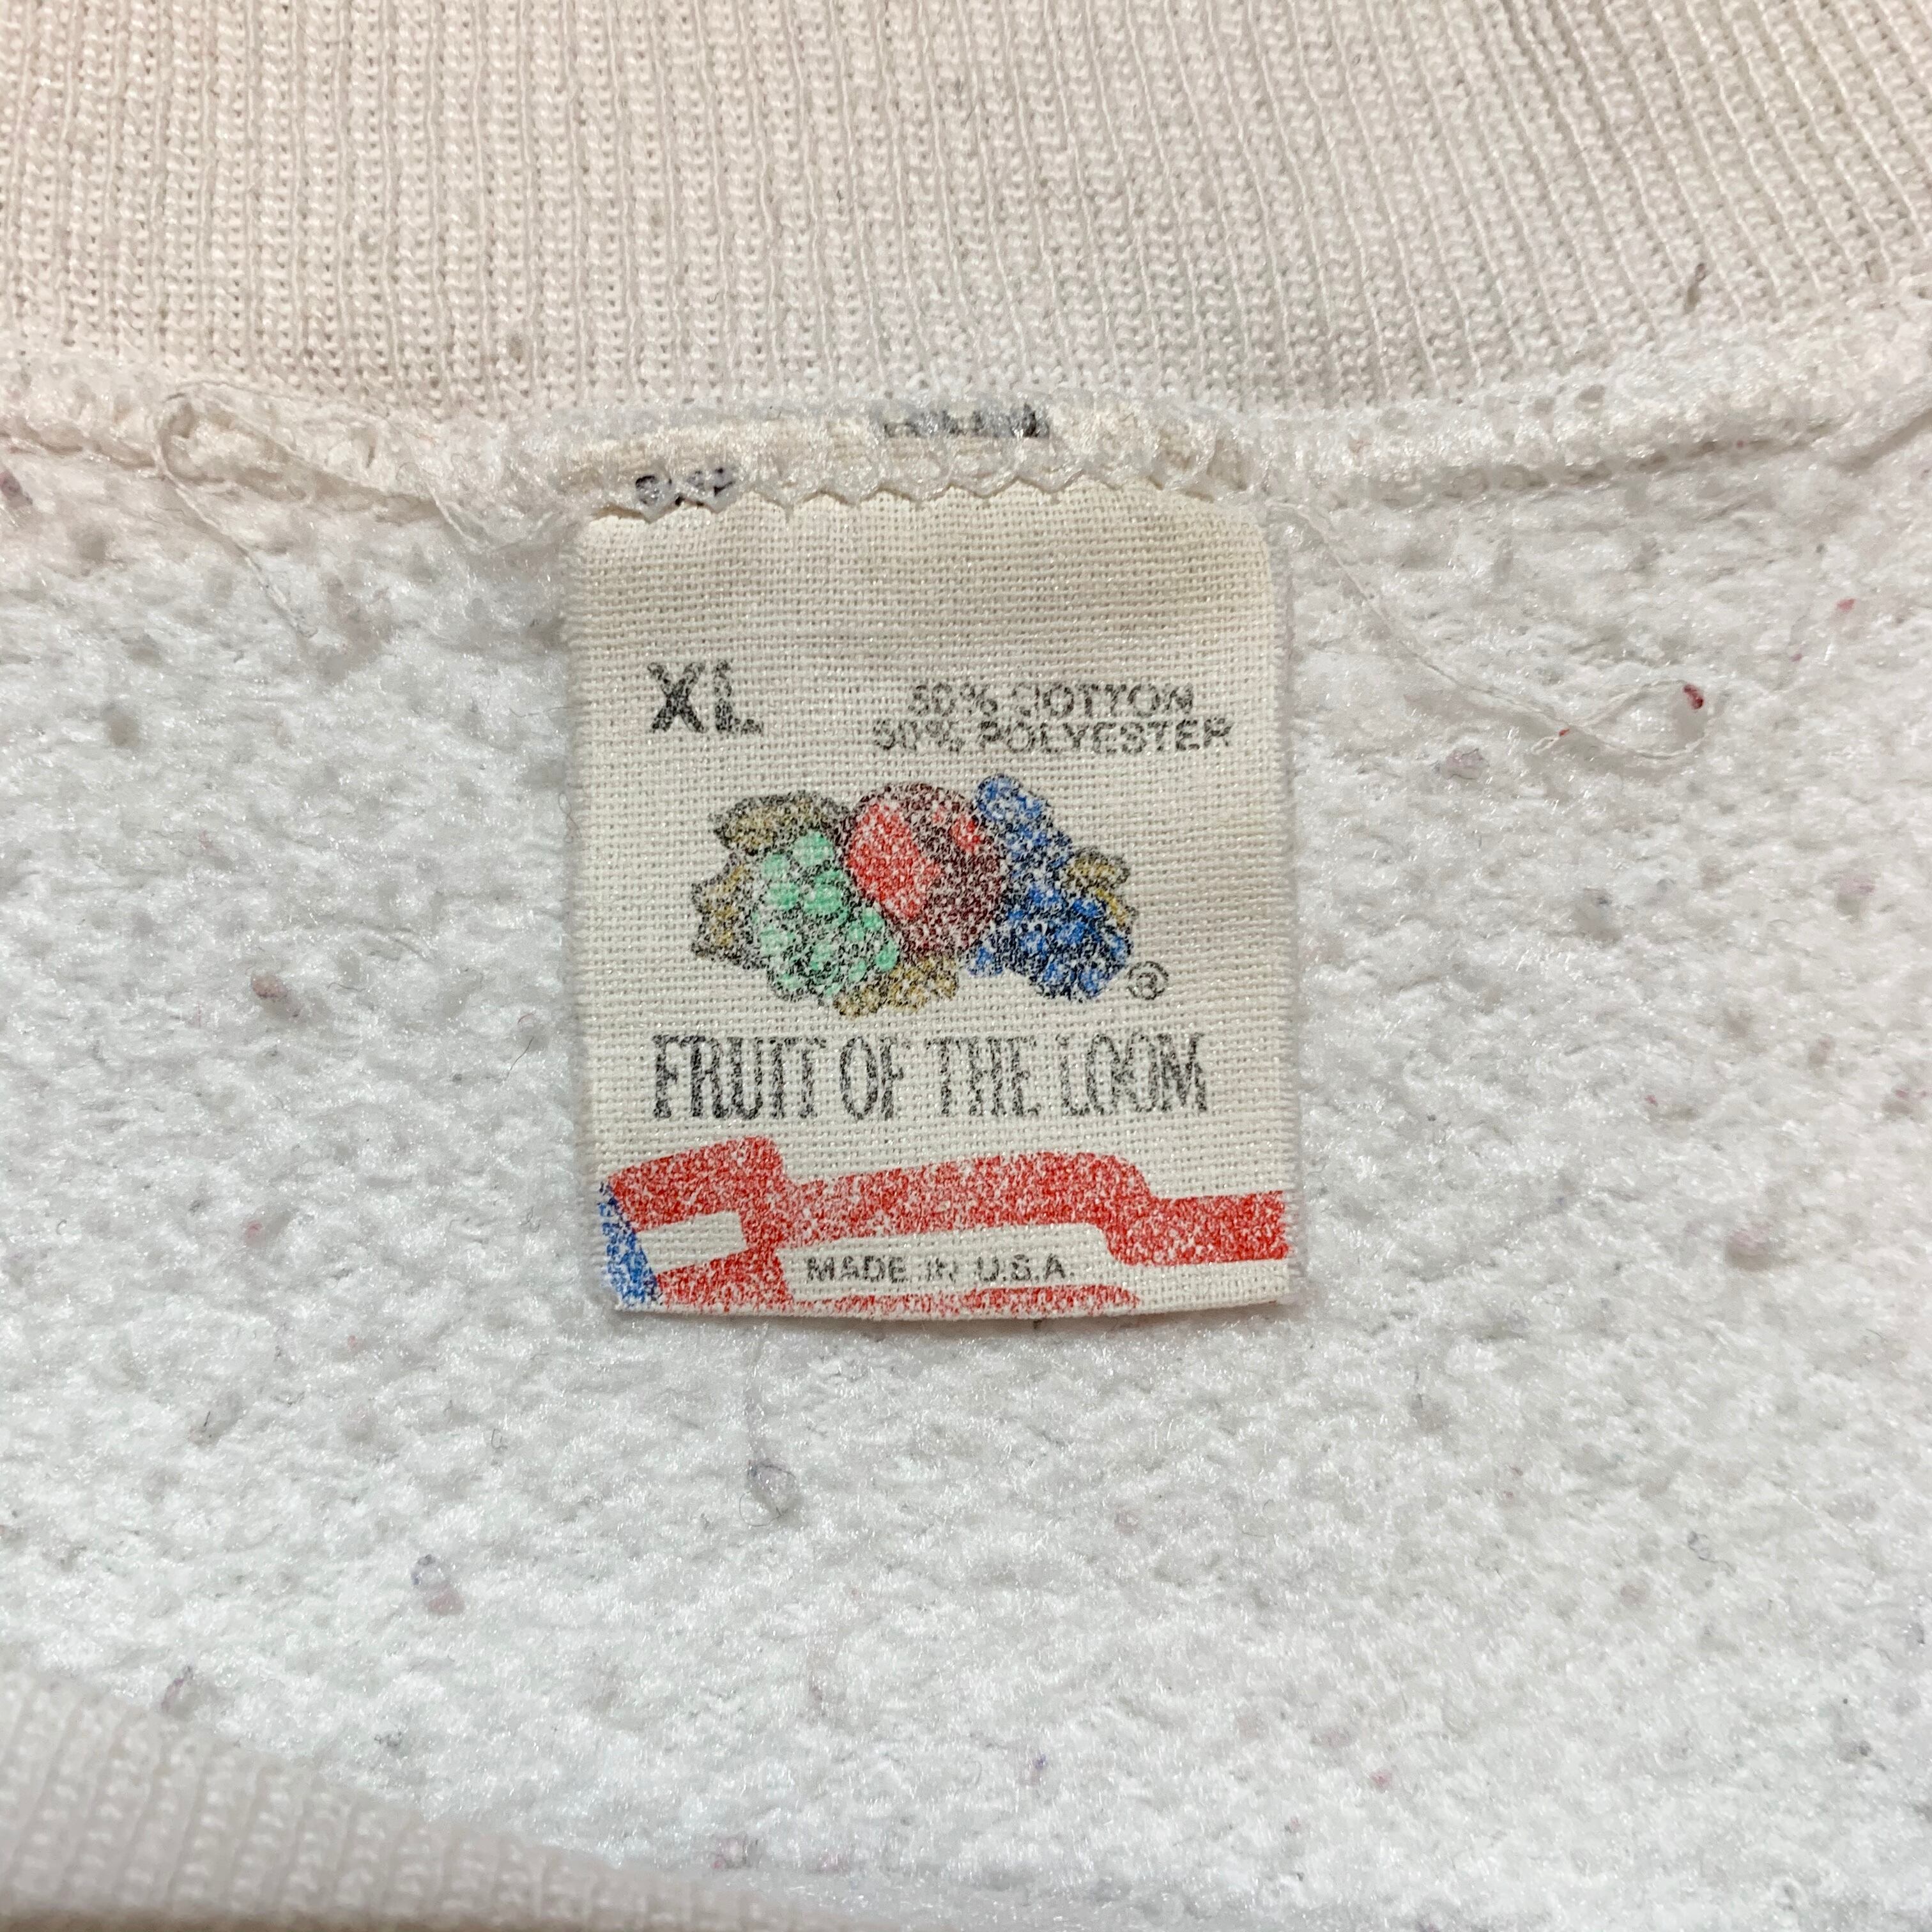 XL
50% COTTON
50% POLYESTER
®
FRUIT OF THE LOOM
MADE IN U.S.A.